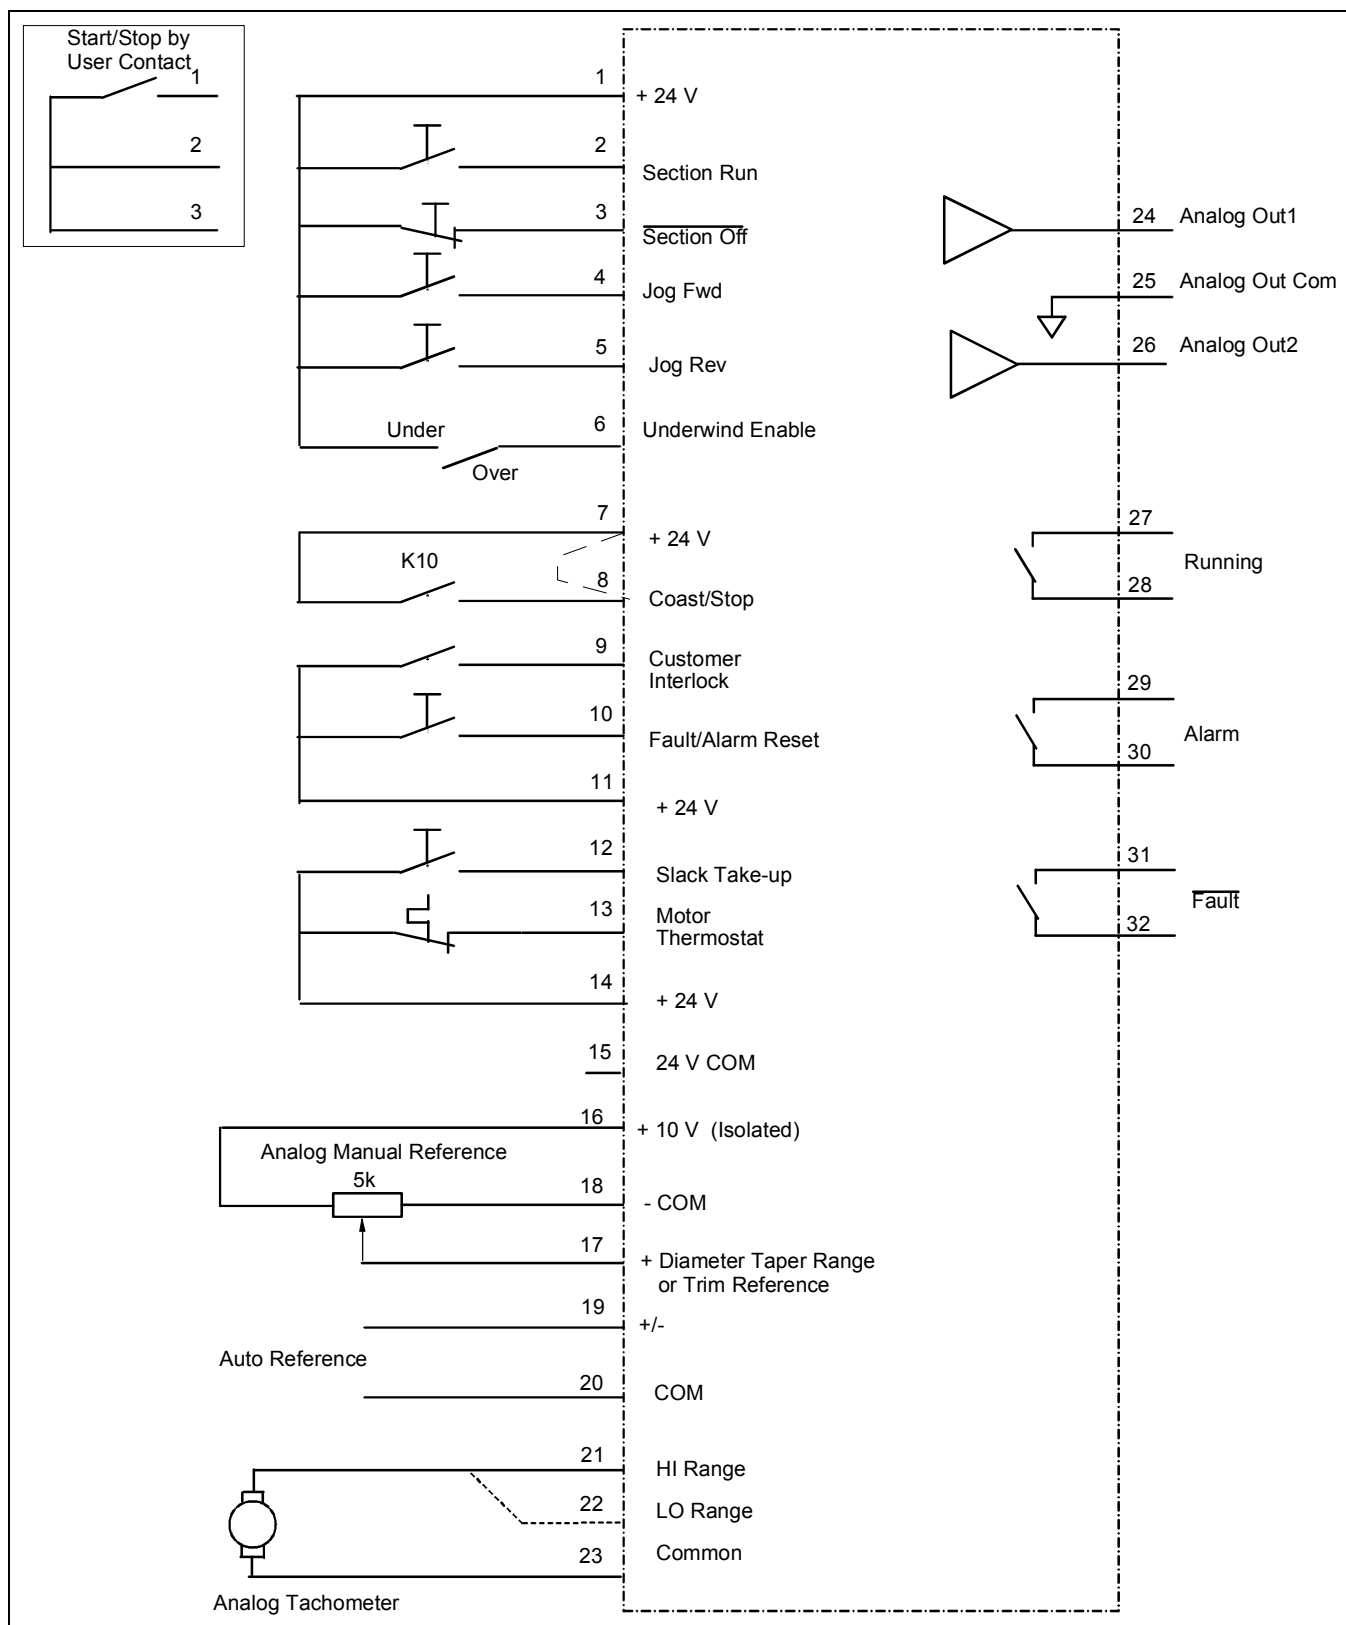 Start/Stop by
User Contact
1
2
3
1
+ 24 V
2
Section Run
3
Section Off
4
Jog Fwd
5
Jog Rev
6
Under
Over
Underwind Enable
7
+ 24 V
K10
8
Coast/Stop
9
Customer
Interlock
10
Fault/Alarm Reset
11
+ 24 V
12
Slack Take-up
13
Motor
Thermostat
14
+ 24 V
15
24 V COM
16
+ 10 V (Isolated)
Analog Manual Reference
5k
18
- COM
17
+ Diameter Taper Range
or Trim Reference
19
+/-
Auto Reference
20
COM
21
HI Range
22
LO Range
23
Common
Analog Tachometer
24 Analog Out1
25 Analog Out Com
26 Analog Out2
27
Running
28
29
Alarm
30
31
Fault
32